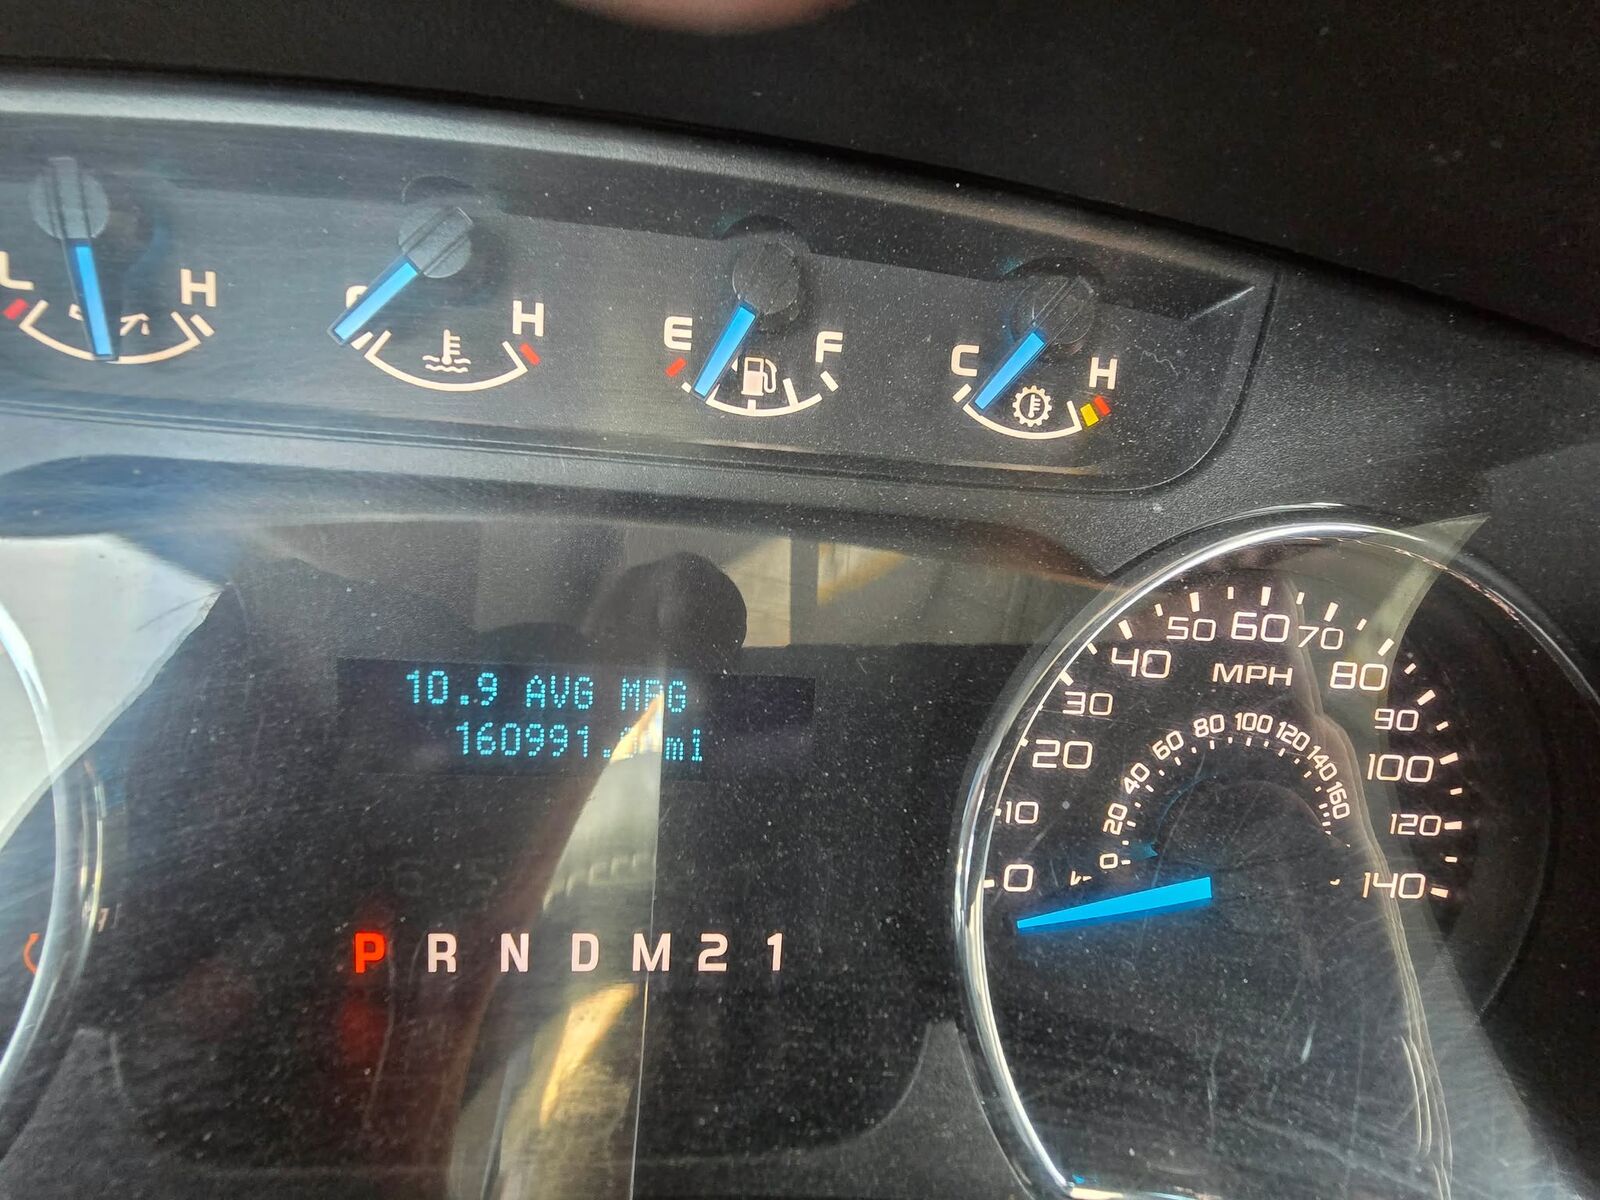 L H
H
E F
C H
10.9 AVG MPG
160991. mi
P R N D M 2 1
0 10 20 30 40 50 60 70 80 90 100 120 140
MPH
0 20 40 60 80 100 120 140 160